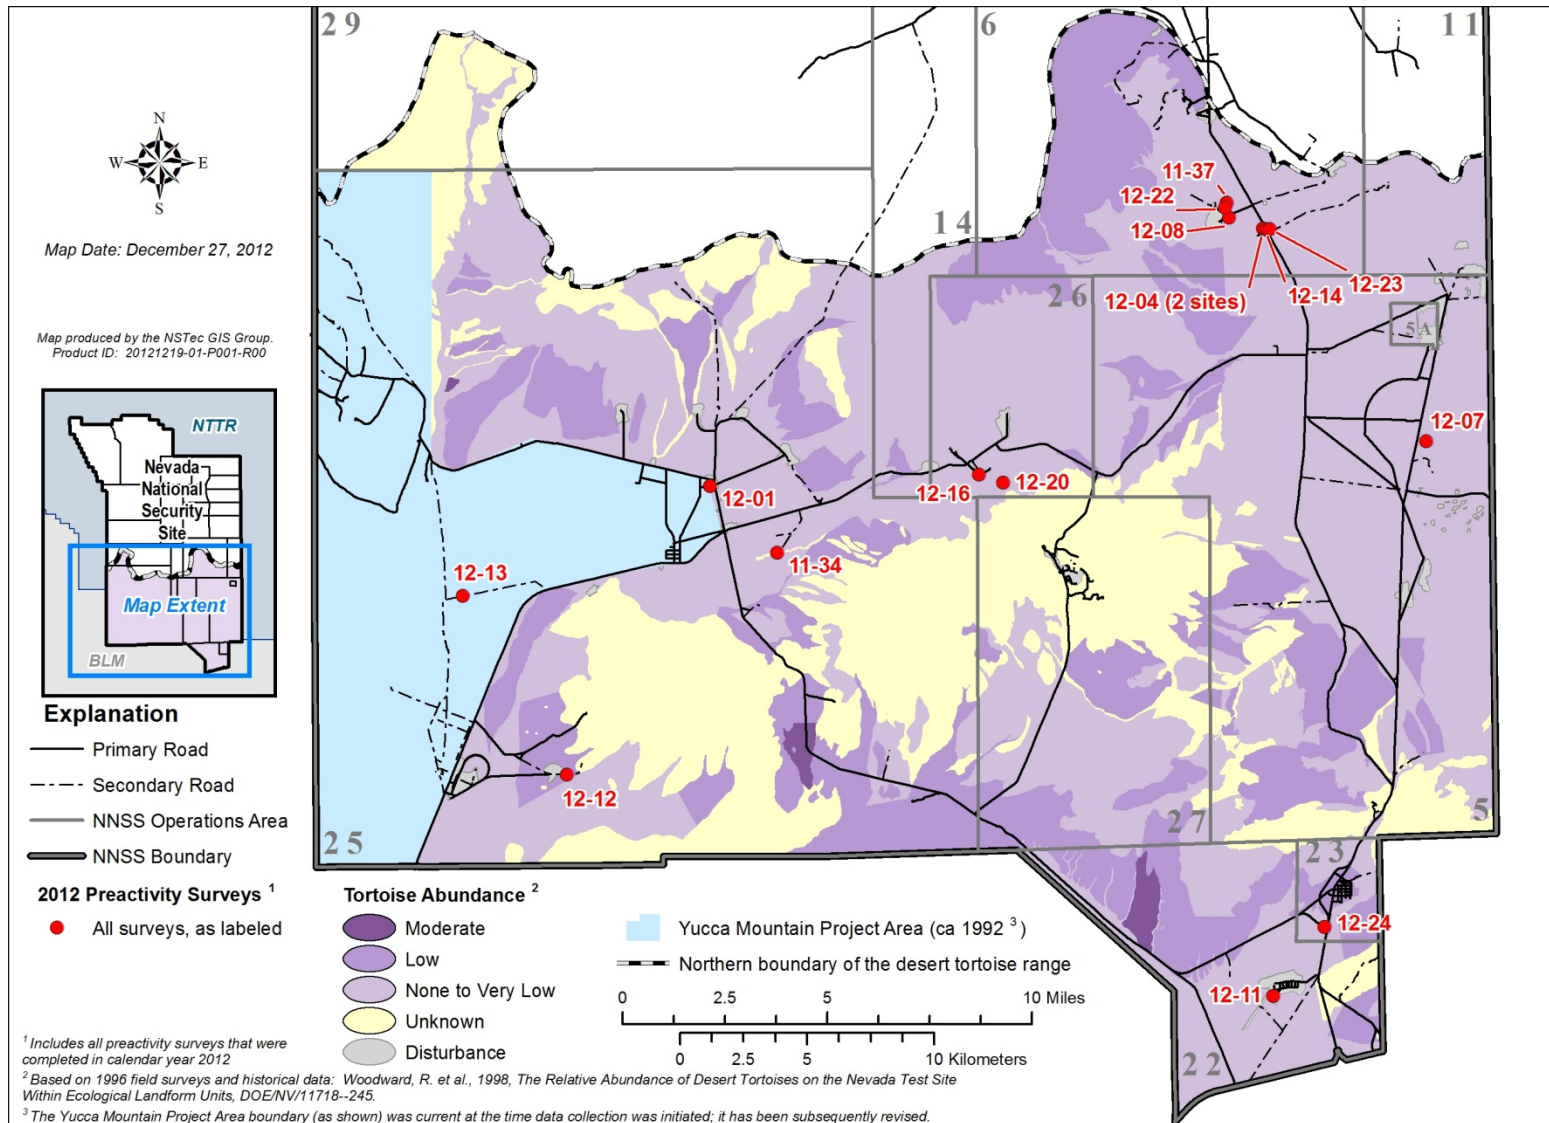 29
6
11
N
W
E
S
11-37
12-22
14
12-08
Map Date: December 27, 2012
12-23
26
12-04 (2 sites)
12-14
5A
Map produced by the NSTec GIS Group.
Product ID: 20121219-01-P001-R00
NTTR
Nevada
National
Security
Site
Map Extent
BLM
12-07
12-01
12-16
12-20
11-34
12-13
12-12
25
27
5
23
12-24
12-11
22
Explanation
Primary Road
Secondary Road
NNSS Operations Area
NNSS Boundary
2012 Preactivity Surveys 1
All surveys, as labeled
Tortoise Abundance 2
Moderate
Low
None to Very Low
Unknown
Disturbance
Yucca Mountain Project Area (ca 1992 3 )
Northern boundary of the desert tortoise range
0 2.5 5 10 Miles
0 2.5 5 10 Kilometers
1 Includes all preactivity surveys that were
completed in calendar year 2012
2 Based on 1996 field surveys and historical data: Woodward, R. et al., 1998, The Relative Abundance of Desert Tortoises on the Nevada Test Site
Within Ecological Landform Units, DOE/NV/11718--245.
3 The Yucca Mountain Project Area boundary (as shown) was current at the time data collection was initiated; it has been subsequently revised.